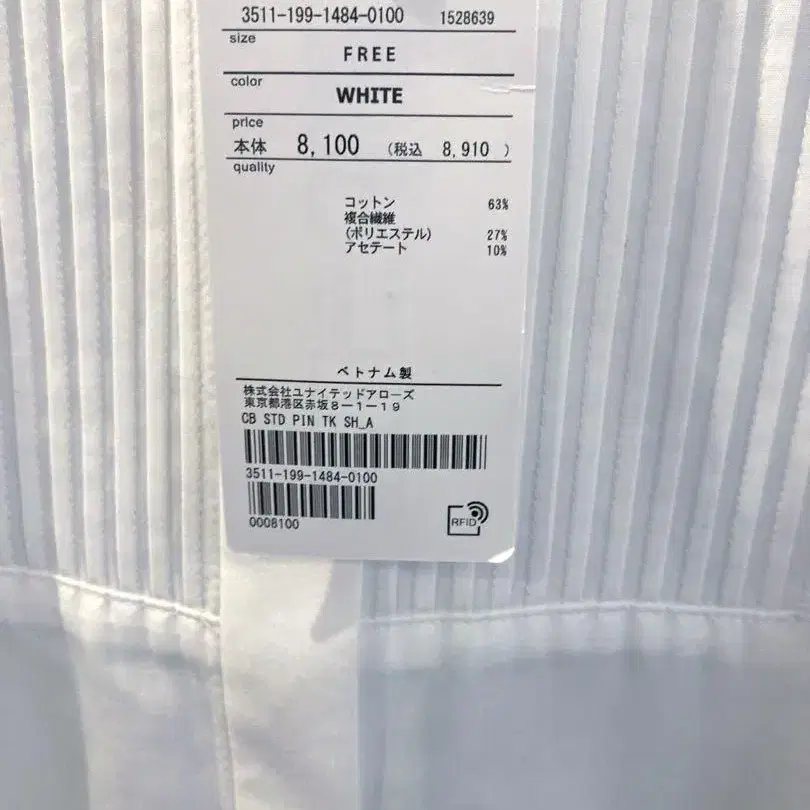 3511-199-1484-0100 1528639
size
FREE
color
WHITE
price
本体 8,100 (税込 8,910 )
quality
コットン 63%
複合繊維
(ポリエステル) 27%
アセテート 10%
ベトナム製
株式会社ユナイテッドアローズ
東京都港区赤坂8-1-19
CB STD PIN TK SH_A
3511-199-1484-0100
0008100
RFID